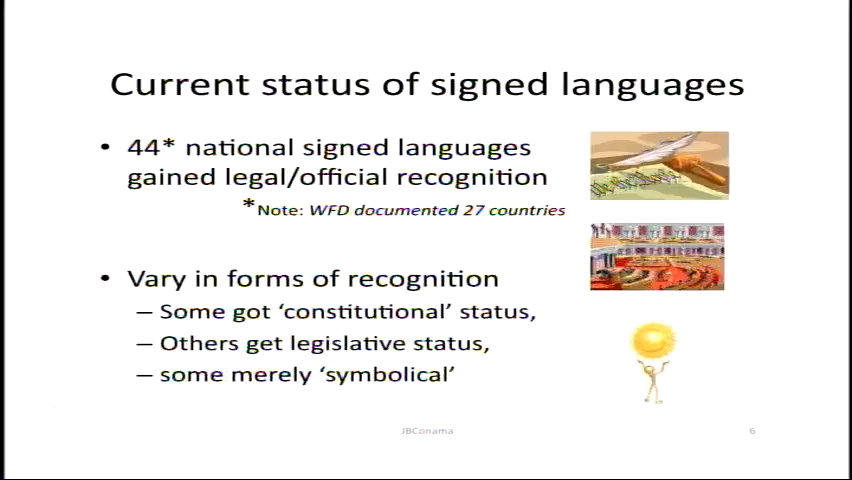 Current status of signed languages
• 44* national signed languages
gained legal/official recognition
*Note: WFD documented 27 countries
• Vary in forms of recognition
– Some got ‘constitutional’ status,
– Others get legislative status,
– some merely ‘symbolical’
JBConama
6